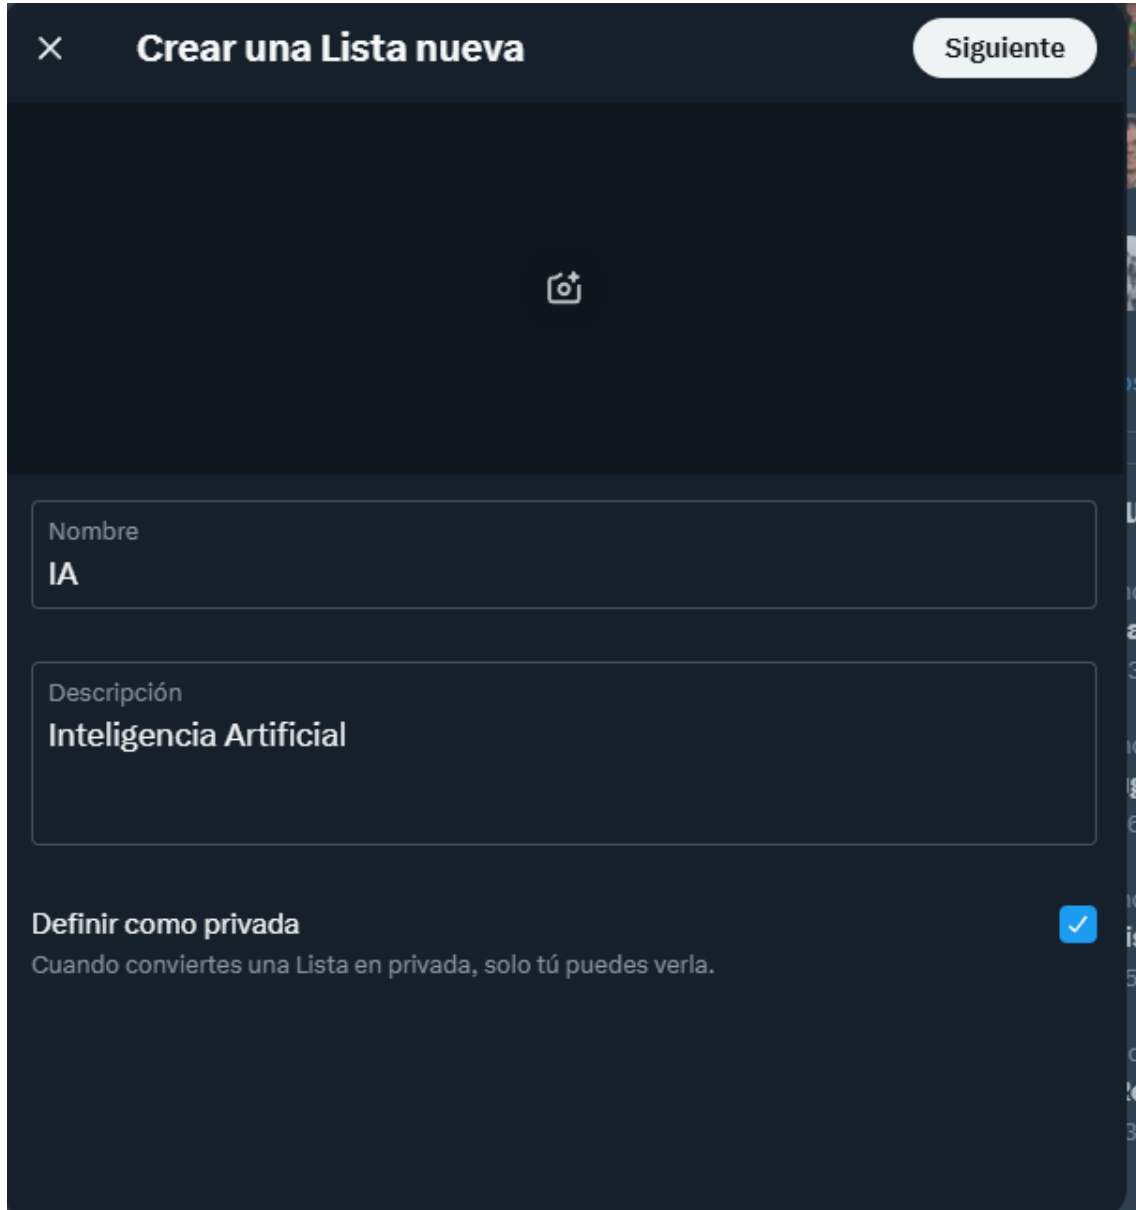 Crear una Lista nueva
Siguiente
Nombre
IA
Descripción
Inteligencia Artificial
Definir como privada
Cuando conviertes una Lista en privada, solo tú puedes verla.